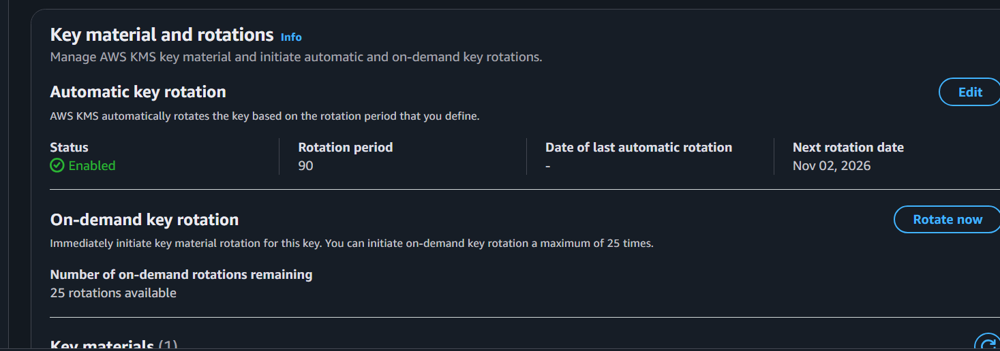 Key material and rotations Info
Manage AWS KMS key material and initiate automatic and on-demand key rotations.
Automatic key rotation
Edit
AWS KMS automatically rotates the key based on the rotation period that you define.
Status
Enabled
Rotation period
90
Date of last automatic rotation
-
Next rotation date
Nov 02, 2026
On-demand key rotation
Rotate now
Immediately initiate key material rotation for this key. You can initiate on-demand key rotation a maximum of 25 times.
Number of on-demand rotations remaining
25 rotations available
Key materials (1)